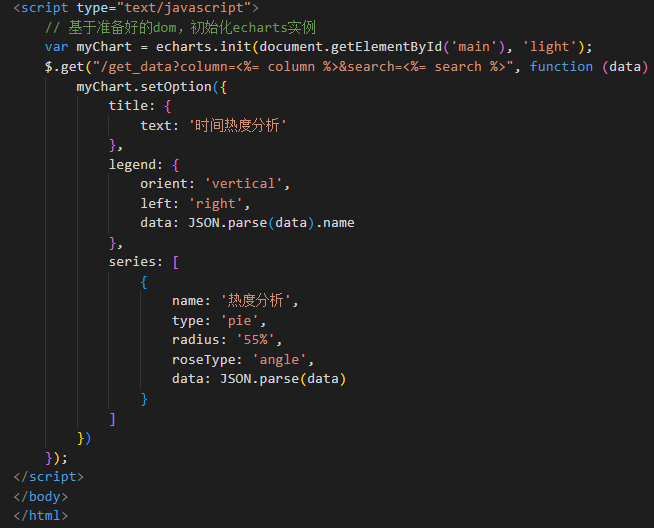 <script type="text/javascript">
// 基于准备好的dom，初始化echarts实例
var myChart = echarts.init(document.getElementById('main'), 'light');
$.get("/get_data?column=<%= column %>&search=<%= search %>", function (data)
myChart.setOption({
title: {
text: '时间热度分析'
},
legend: {
orient: 'vertical',
left: 'right',
data: JSON.parse(data).name
},
series: [
{
name: '热度分析',
type: 'pie',
radius: '55%',
roseType: 'angle',
data: JSON.parse(data)
}
]
})
});
</script>
</body>
</html>